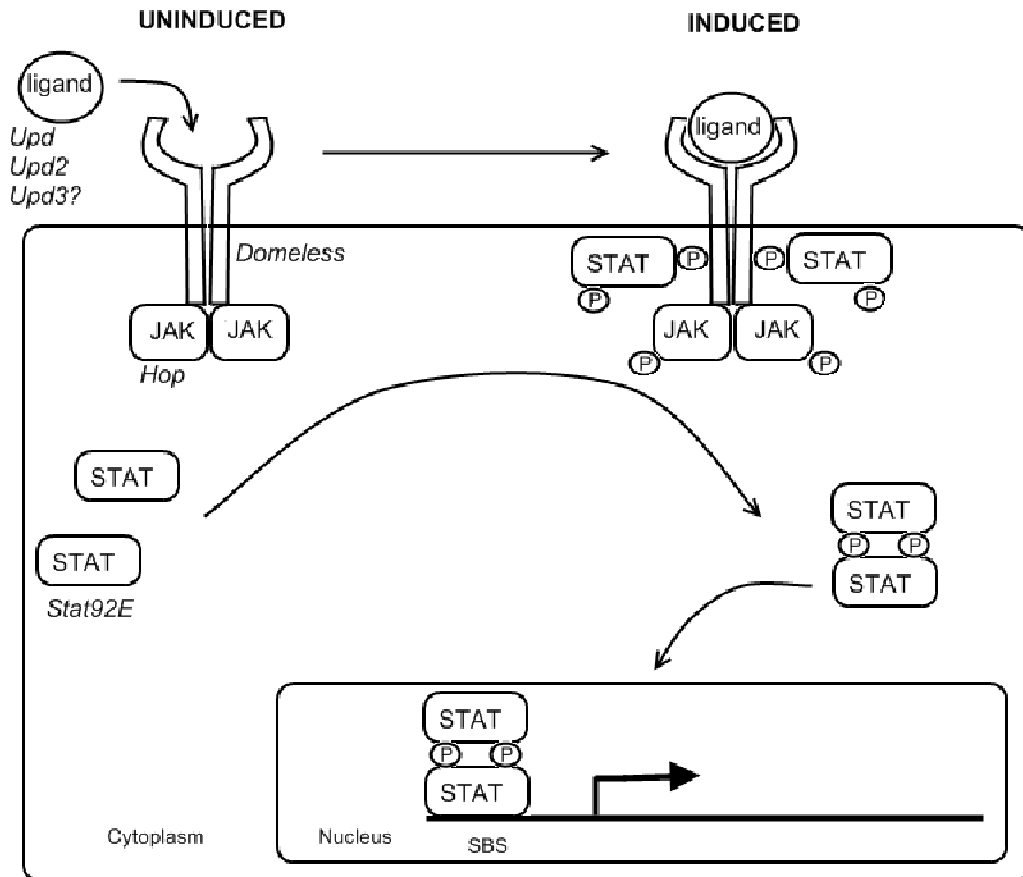 UNINDUCED
INDUCED
ligand
Upd
Upd2
Upd3?
ligand
Domeless
STAT
P
P
STAT
P
P
JAK
JAK
Hop
JAK
JAK
P
P
STAT
STAT
Stat92E
STAT
P
P
STAT
STAT
P
P
STAT
SBS
Cytoplasm
Nucleus